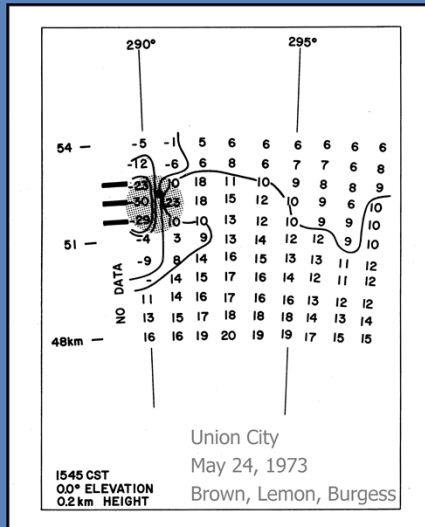 290° 295°
54 — -5 -1 5 6 6 6 6 6 6
-12 -6 6 8 6 7 7 6 8
-23 10 18 11 10 9 8 8 9
-30 23 18 15 12 10 9 6 10
-29 10 10 13 12 10 9 9 10
51 — -4 3 9 13 14 12 12 9 10
-9 8 14 16 15 13 13 11 12
- 14 15 17 16 14 12 11 12
11 14 16 17 16 16 13 12 12
13 15 17 18 18 18 14 13 14
48km — 16 16 19 20 19 19 17 15 15
NO DATA
Union City
May 24, 1973
Brown, Lemon, Burgess
1545 CST
0.0° ELEVATION
0.2 km HEIGHT